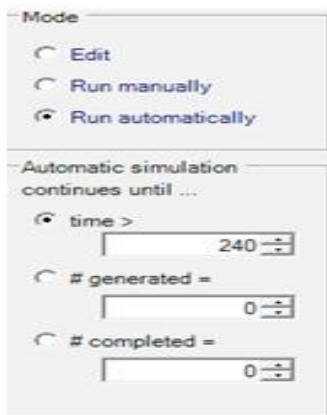 Mode
Edit
Run manually
Run automatically
Automatic simulation
continues until ...
time >
240
# generated =
0
# completed =
0